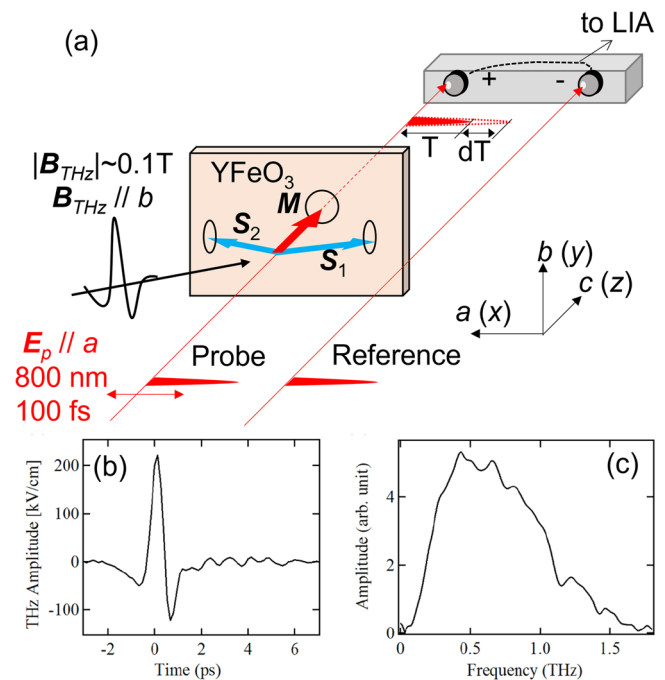 (a)
to LIA
+
-
T
dT
|B_THz|~0.1T
B_THz // b
YFeO₃
M
S₂
S₁
b (y)
c (z)
a (x)
E_p // a
800 nm
100 fs
Probe
Reference
(b)
THz Amplitude [kV/cm]
200
100
0
-100
-2
0
2
4
6
Time (ps)
(c)
Amplitude (arb. unit)
4
2
0
0
0.5
1.0
1.5
Frequency (THz)